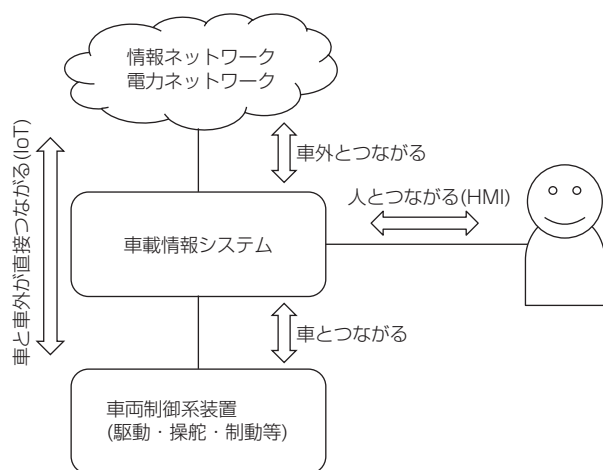 情報ネットワーク
電力ネットワーク
車外とつながる
車と車外が直接つながる(IoT)
人とつながる(HMI)
車載情報システム
車とつながる
車両制御系装置
(駆動・操舵・制動等)